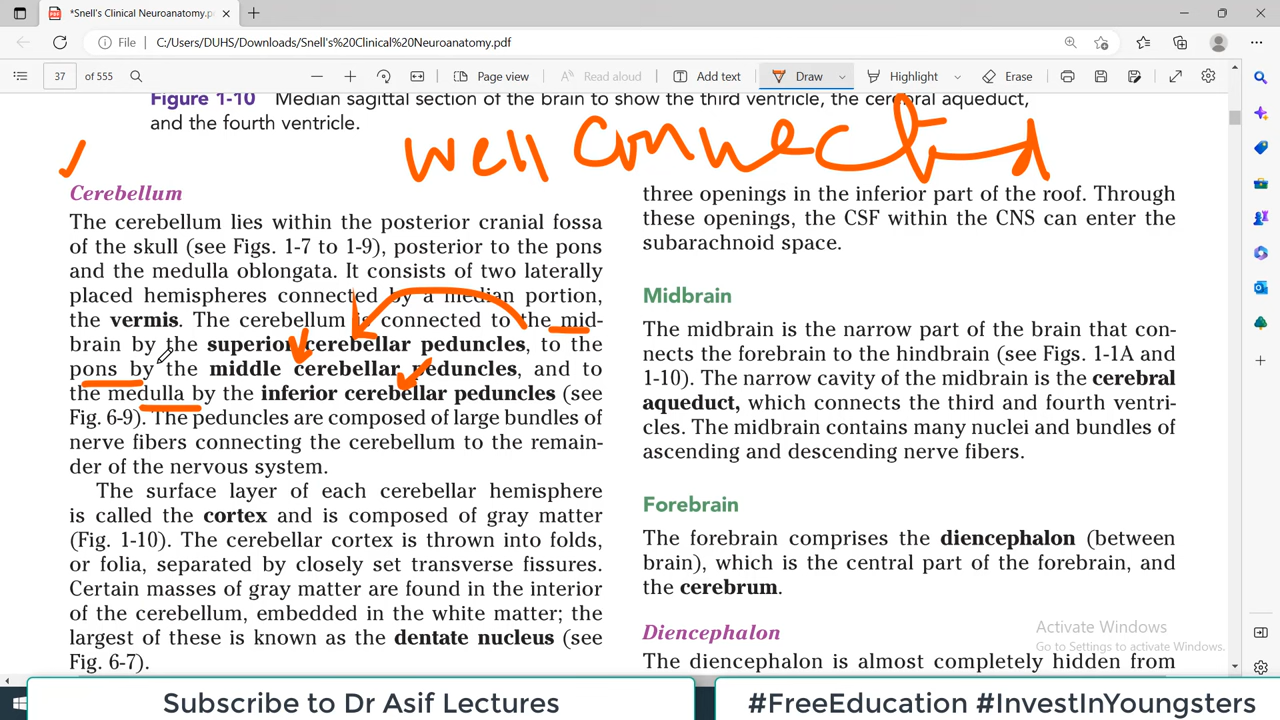 *Snell's Clinical Neuroanatomy.p
File
C:/Users/DUHS/Downloads/Snell's%20Clinical%20Neuroanatomy.pdf
37 of 555
Page view
Read aloud
Add text
Draw
Highlight
Erase
Figure 1-10 Median sagittal section of the brain to show the third ventricle, the cerebral aqueduct,
and the fourth ventricle.
well connected
Cerebellum
The cerebellum lies within the posterior cranial fossa
of the skull (see Figs. 1-7 to 1-9), posterior to the pons
and the medulla oblongata. It consists of two laterally
placed hemispheres connected by a median portion,
the vermis. The cerebellum is connected to the mid-
brain by the superior cerebellar peduncles, to the
pons by the middle cerebellar peduncles, and to
the medulla by the inferior cerebellar peduncles (see
Fig. 6-9). The peduncles are composed of large bundles of
nerve fibers connecting the cerebellum to the remain-
der of the nervous system.
The surface layer of each cerebellar hemisphere
is called the cortex and is composed of gray matter
(Fig. 1-10). The cerebellar cortex is thrown into folds,
or folia, separated by closely set transverse fissures.
Certain masses of gray matter are found in the interior
of the cerebellum, embedded in the white matter; the
largest of these is known as the dentate nucleus (see
Fig. 6-7).
three openings in the inferior part of the roof. Through
these openings, the CSF within the CNS can enter the
subarachnoid space.
Midbrain
The midbrain is the narrow part of the brain that con-
nects the forebrain to the hindbrain (see Figs. 1-1A and
1-10). The narrow cavity of the midbrain is the cerebral
aqueduct, which connects the third and fourth ventri-
cles. The midbrain contains many nuclei and bundles of
ascending and descending nerve fibers.
Forebrain
The forebrain comprises the diencephalon (between
brain), which is the central part of the forebrain, and
the cerebrum.
Diencephalon
The diencephalon is almost completely hidden from
Activate Windows
Go to Settings to activate Windows.
Subscribe to Dr Asif Lectures
#FreeEducation #InvestInYoungsters